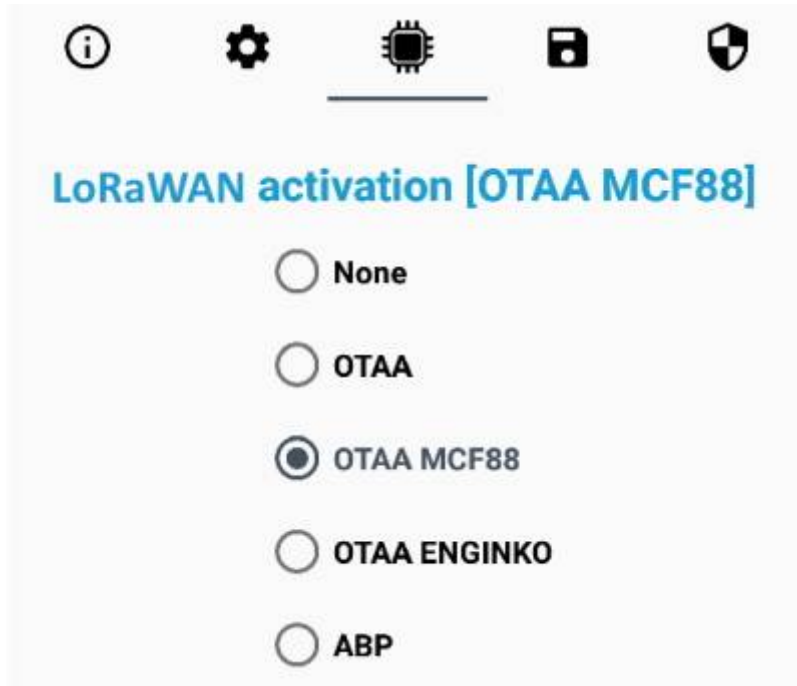 LoRaWAN activation [OTAA MCF88]
None
OTAA
OTAA MCF88
OTAA ENGINKO
ABP